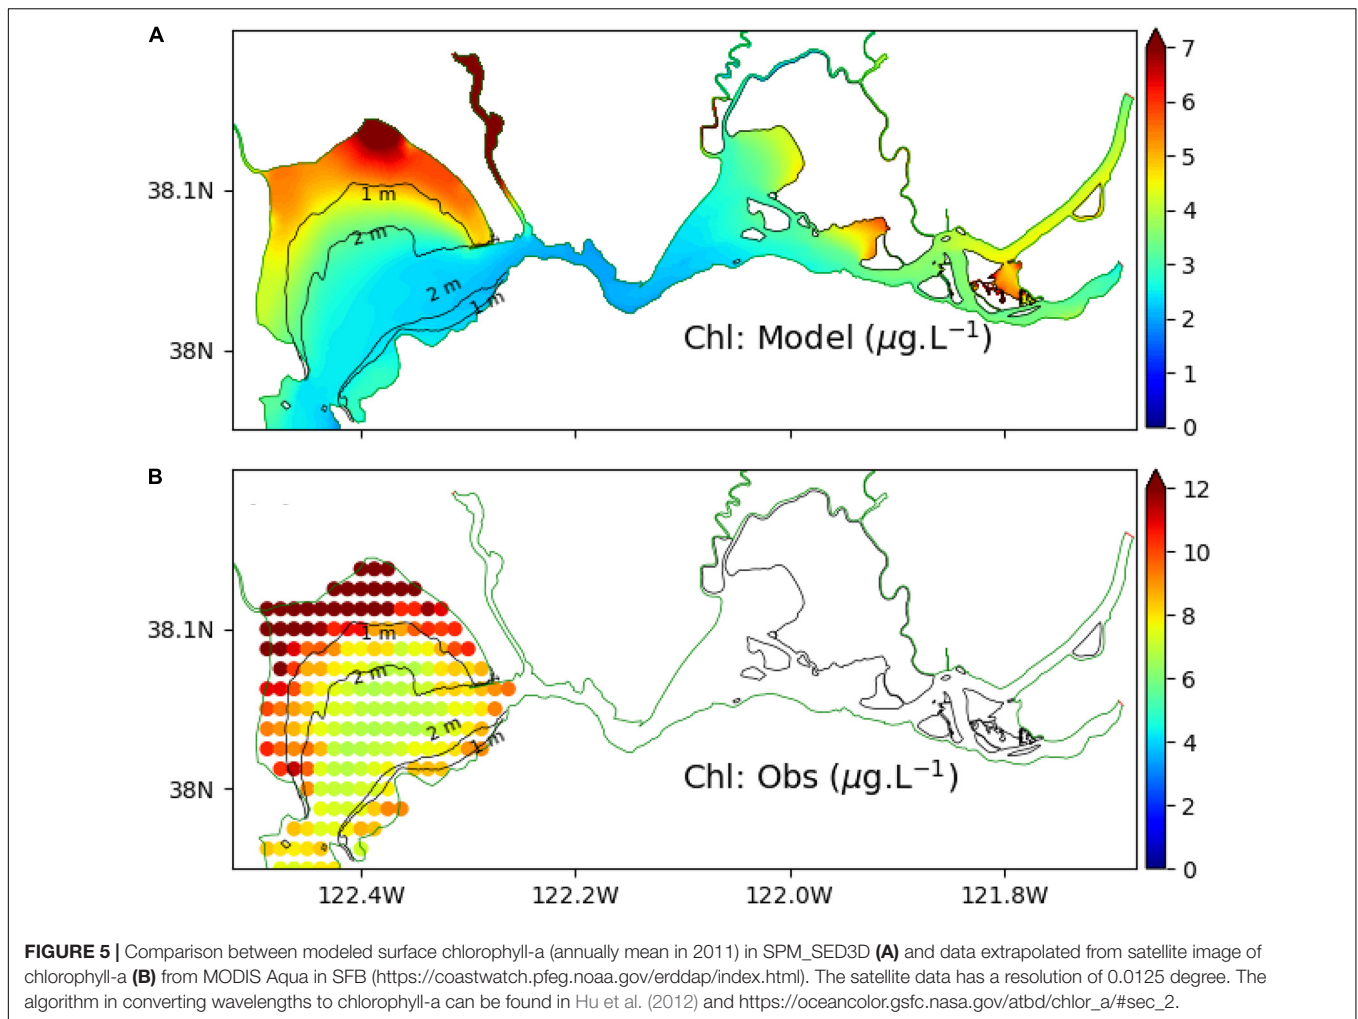 A
7
6
5
4
3
2
1
0
38.1N
38N
1 m
2 m
2 m
1 m
Chl: Model (μg.L⁻¹)
B
12
10
8
6
4
2
0
38.1N
38N
1 m
2 m
2 m
1 m
Chl: Obs (μg.L⁻¹)
122.4W 122.2W 122.0W 121.8W
FIGURE 5 | Comparison between modeled surface chlorophyll-a (annually mean in 2011) in SPM_SED3D (A) and data extrapolated from satellite image of
chlorophyll-a (B) from MODIS Aqua in SFB (https://coastwatch.pfeg.noaa.gov/erddap/index.html). The satellite data has a resolution of 0.0125 degree. The
algorithm in converting wavelengths to chlorophyll-a can be found in Hu et al. (2012) and https://oceancolor.gsfc.nasa.gov/atbd/chlor_a/#sec_2.